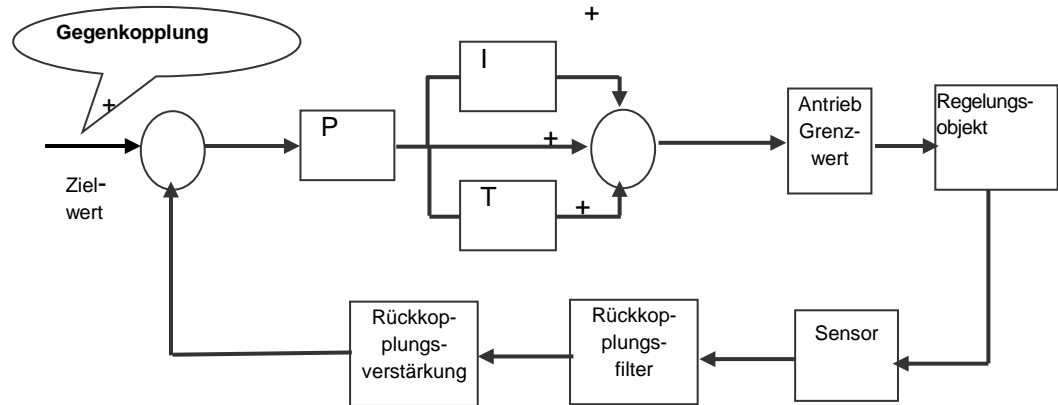 +
Gegenkopplung
+
I
P
+
T
+
Antrieb
Grenz-
wert
Regelungs-
objekt
Ziel-
wert
Rückkop-
plungs-
verstärkung
Rückkop-
plungs-
filter
Sensor